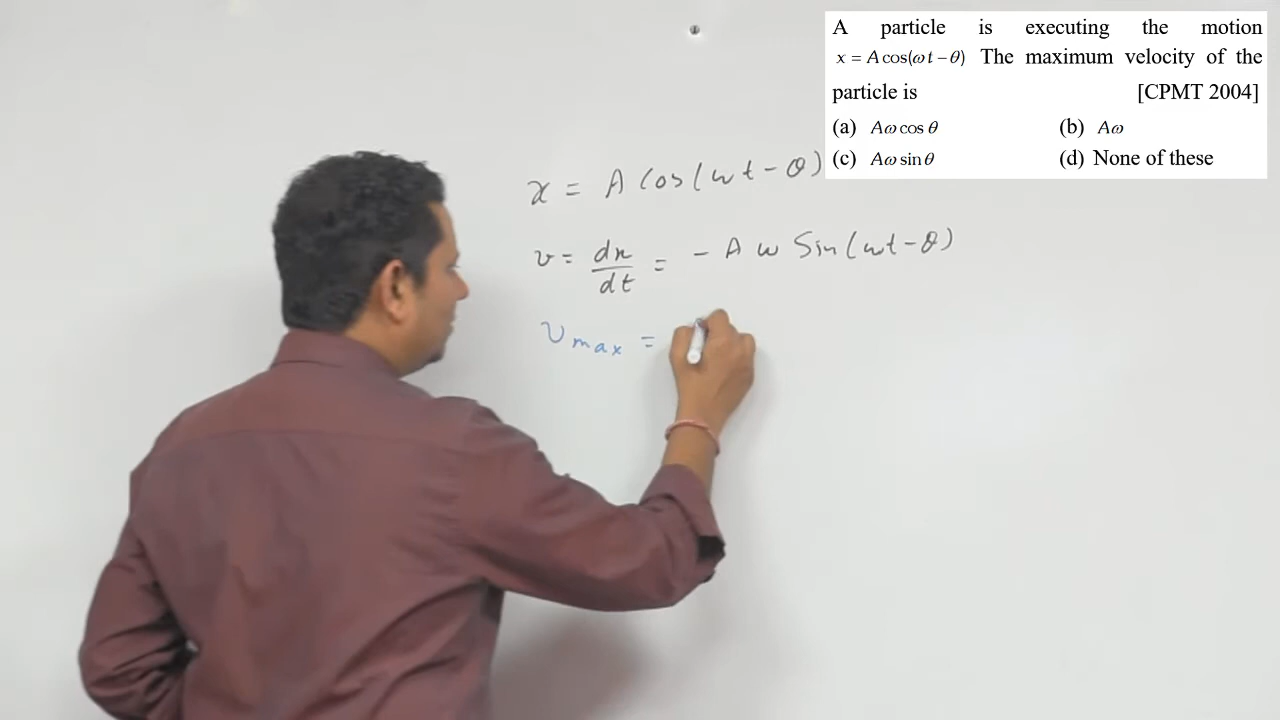 A particle is executing the motion
x = A cos(ωt − θ) The maximum velocity of the
particle is [CPMT 2004]
(a) Aω cos θ (b) Aω
(c) Aω sin θ (d) None of these
x = A Cos(ωt − θ)
v = dx/dt = − A ω Sin(ωt − θ)
v max =